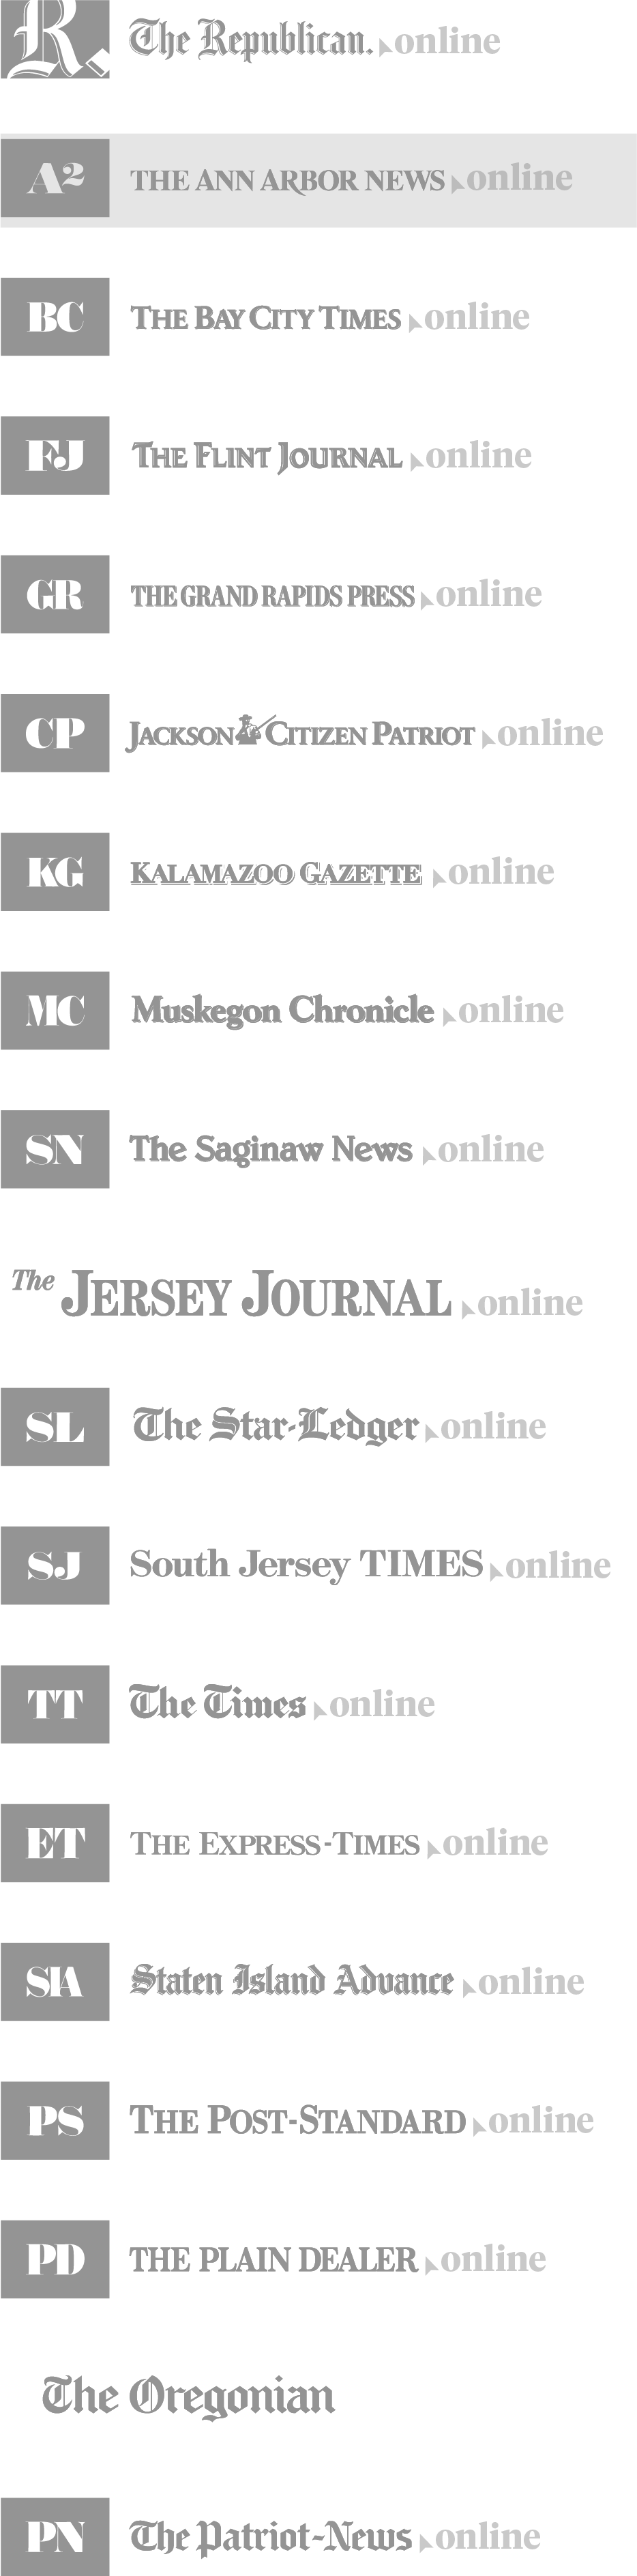 R. The Republican. online
A2 THE ANN ARBOR NEWS online
BC THE BAY CITY TIMES online
FJ THE FLINT JOURNAL online
GR THE GRAND RAPIDS PRESS online
CP JACKSON CITIZEN PATRIOT online
KG KALAMAZOO GAZETTE online
MC Muskegon Chronicle online
SN The Saginaw News online
The JERSEY JOURNAL online
SL The Star-Ledger online
SJ South Jersey TIMES online
TT The Times online
ET THE EXPRESS-TIMES online
SIA Staten Island Advance online
PS THE POST-STANDARD online
PD THE PLAIN DEALER online
The Oregonian
PN The Patriot-News online